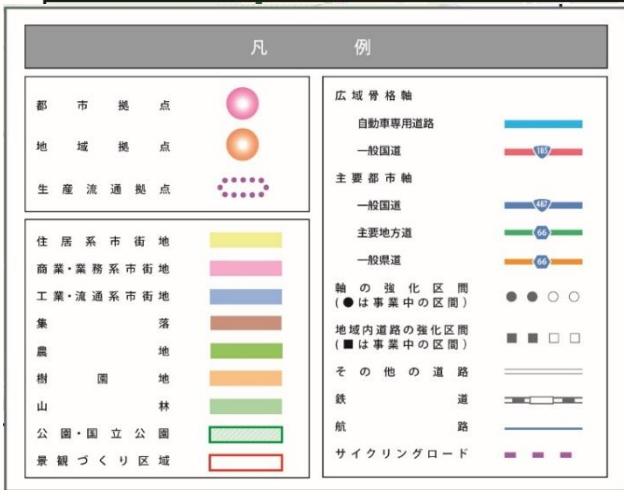 凡例
都市拠点
地域拠点
生産流通拠点
住居系市街地
商業・業務系市街地
工業・流通系市街地
集落
農地
樹園地
山林
公園・国立公園
景観づくり区域
広域骨格軸
自動車専用道路
一般国道
185
主要都市軸
一般国道
487
主要地方道
66
一般県道
66
軸の強化区間
(●は事業中の区間)
地域内道路の強化区間
(■は事業中の区間)
その他の道路
鉄道
航路
サイクリングロード